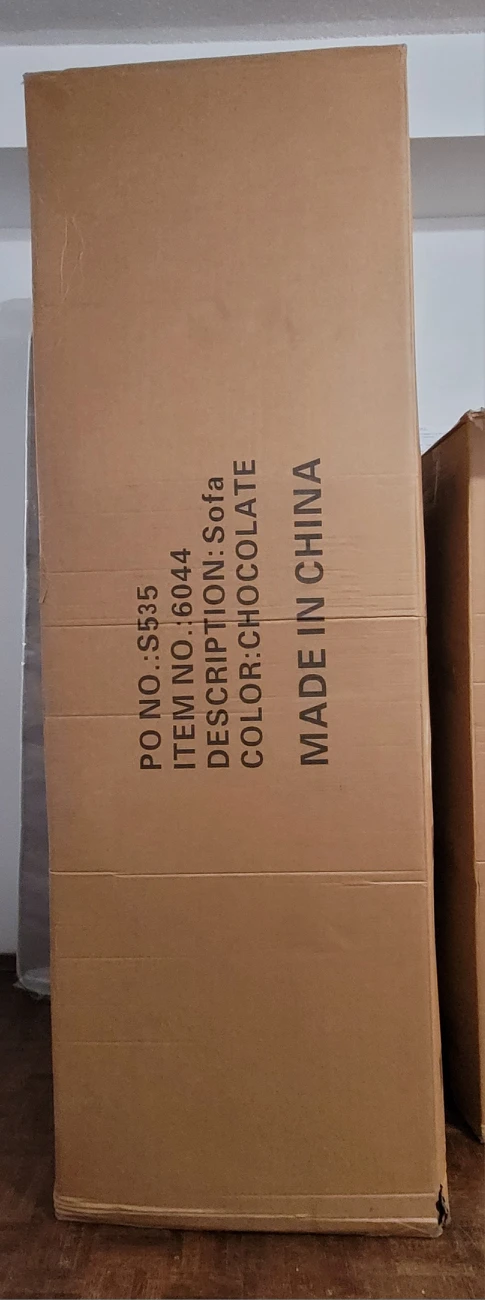 PO NO.:S535
ITEM NO.:6044
DESCRIPTION:Sofa
COLOR:CHOCOLATE
MADE IN CHINA